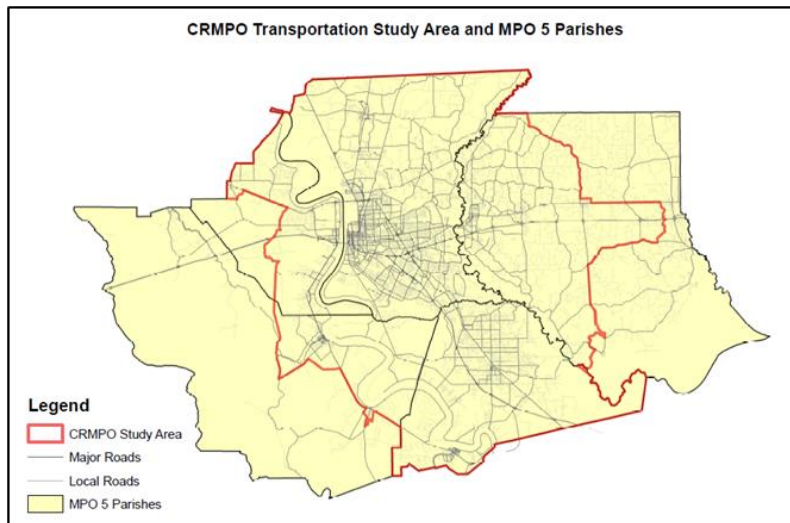 CRMPO Transportation Study Area and MPO 5 Parishes
Legend
CRMPO Study Area
Major Roads
Local Roads
MPO 5 Parishes